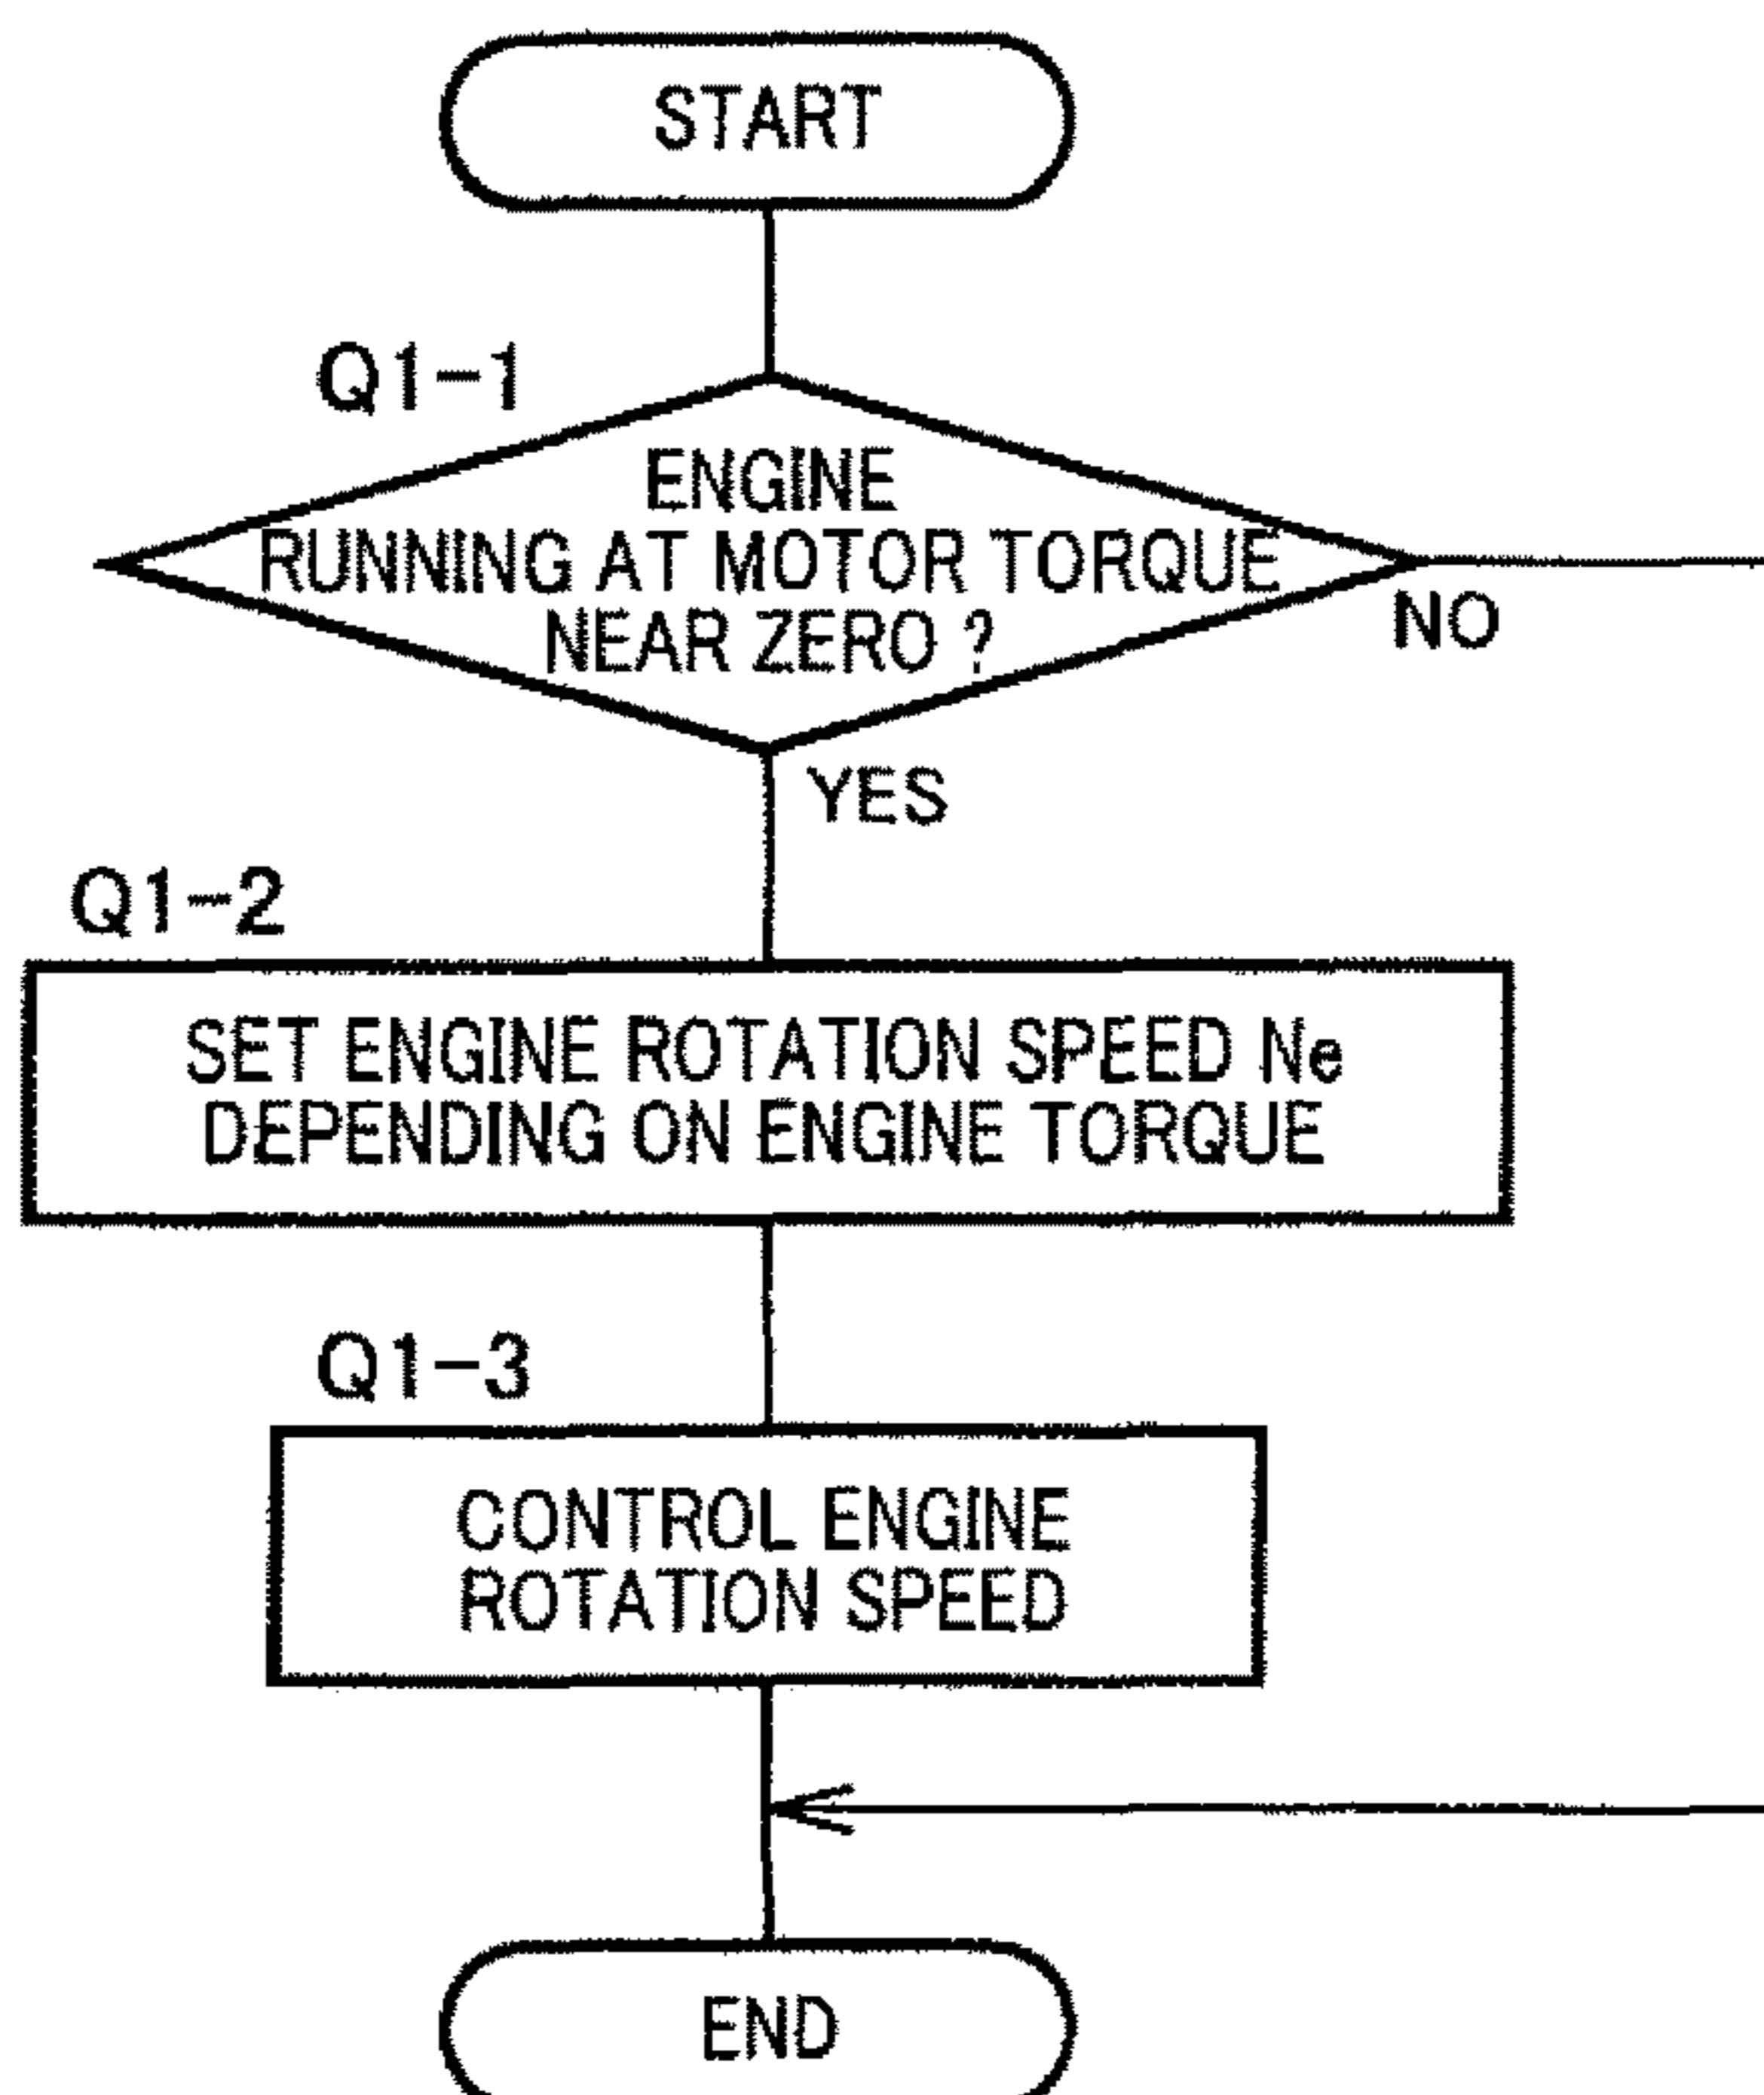 START
Q1-1
ENGINE
RUNNING AT MOTOR TORQUE
NEAR ZERO ?
NO
YES
Q1-2
SET ENGINE ROTATION SPEED Ne
DEPENDING ON ENGINE TORQUE
Q1-3
CONTROL ENGINE
ROTATION SPEED
END